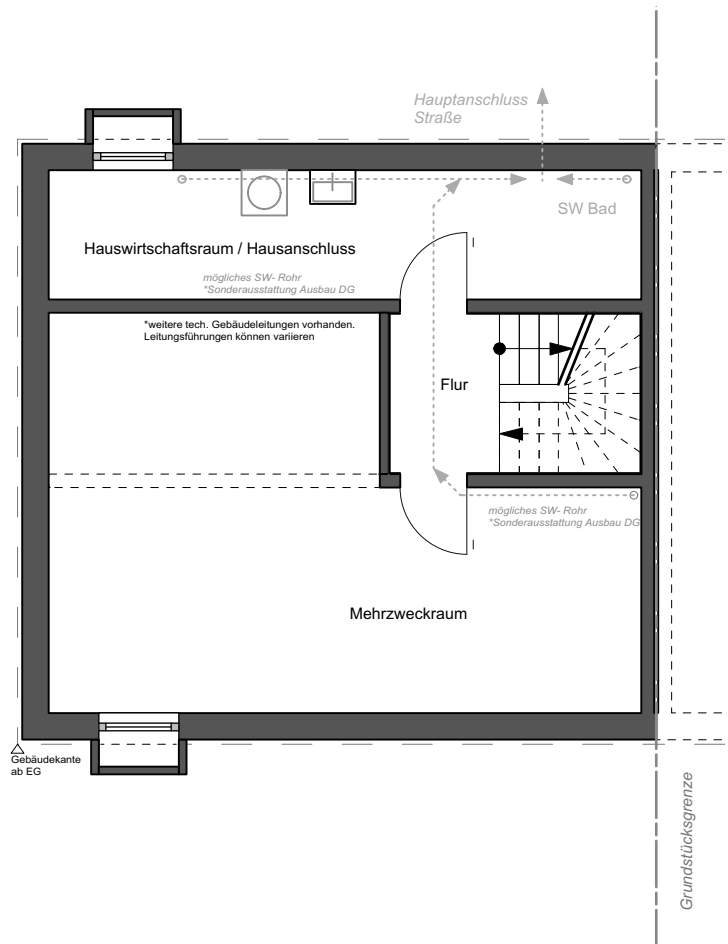 Hauptanschluss
Straße
SW Bad
Hauswirtschaftsraum / Hausanschluss
mögliches SW- Rohr
*Sonderausstattung Ausbau DG
*weitere tech. Gebäudeleitungen vorhanden.
Leitungsführungen können variieren
Flur
mögliches SW- Rohr
*Sonderausstattung Ausbau DG
Mehrzweckraum
Gebäudekante
ab EG
Grundstücksgrenze